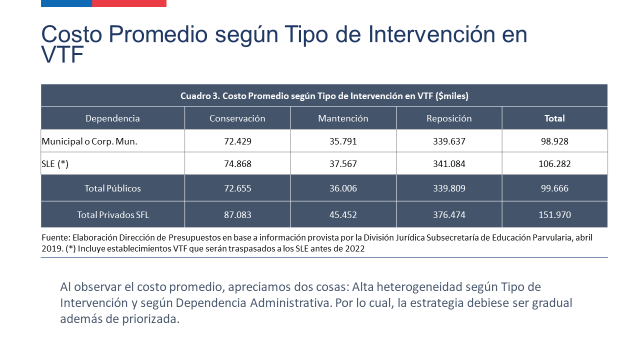 Costo Promedio según Tipo de Intervención en
VTF
Cuadro 3. Costo Promedio según Tipo de Intervención en VTF ($miles)
Dependencia Conservación Mantención Reposición Total
Municipal o Corp. Mun. 72.429 35.791 339.637 98.928
SLE (*) 74.868 37.567 341.084 106.282
Total Públicos 72.655 36.006 339.809 99.666
Total Privados SFL 87.083 45.452 376.474 151.970
Fuente: Elaboración Dirección de Presupuestos en base a información provista por la División Jurídica Subsecretaría de Educación Parvularia, abril
2019. (*) Incluye establecimientos VTF que serán traspasados a los SLE antes de 2022
Al observar el costo promedio, apreciamos dos cosas: Alta heterogeneidad según Tipo de
Intervención y según Dependencia Administrativa. Por lo cual, la estrategia debiese ser gradual
además de priorizada.